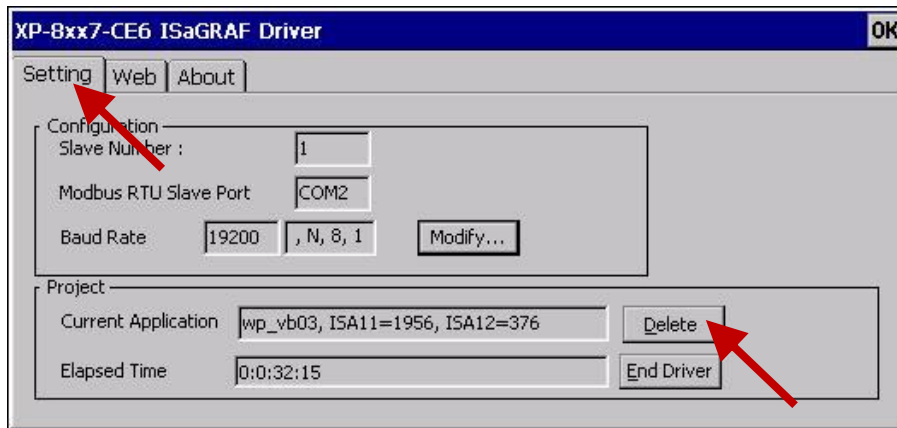 XP-8xx7-CE6 ISaGRAF Driver OK
Setting Web About
Configuration
Slave Number : 1
Modbus RTU Slave Port COM2
Baud Rate 19200 , N, 8, 1 Modify...
Project
Current Application wp_vb03, ISA11=1956, ISA12=376 Delete
Elapsed Time 0:0:32:15 End Driver